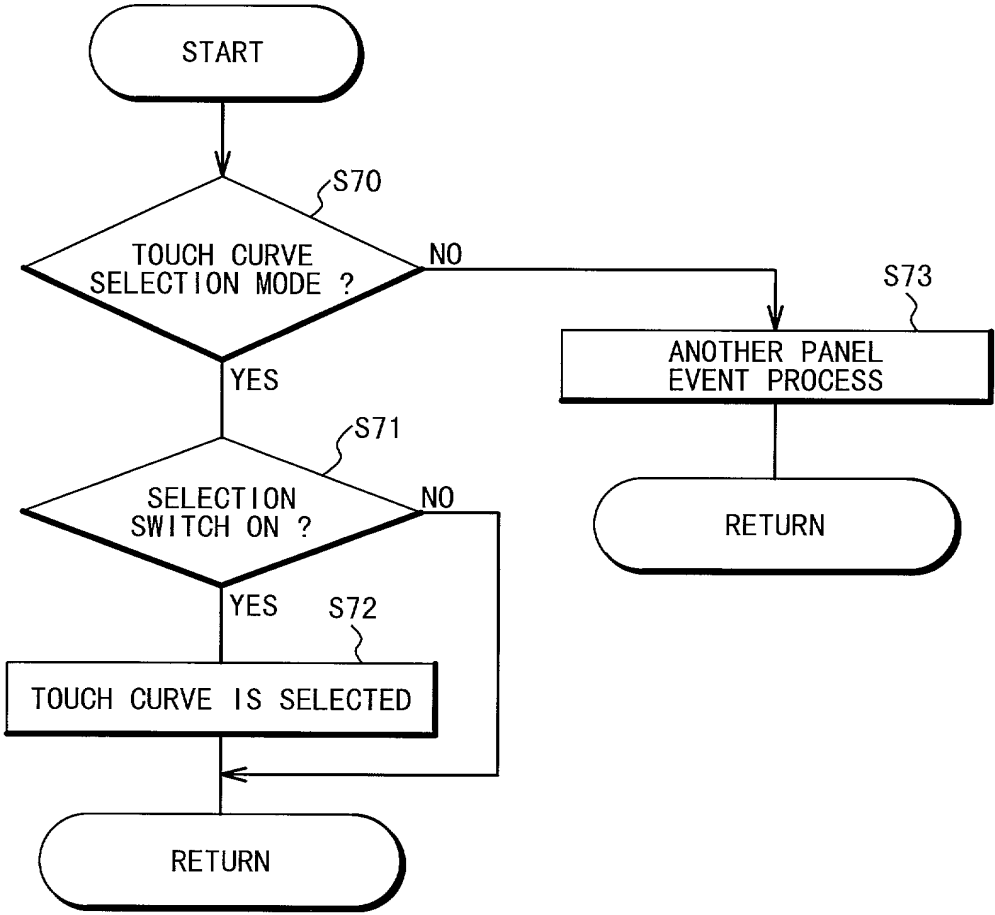 START
S70
TOUCH CURVE
SELECTION MODE ?
NO
YES
S73
ANOTHER PANEL
EVENT PROCESS
RETURN
S71
SELECTION
SWITCH ON ?
NO
YES
S72
TOUCH CURVE IS SELECTED
RETURN